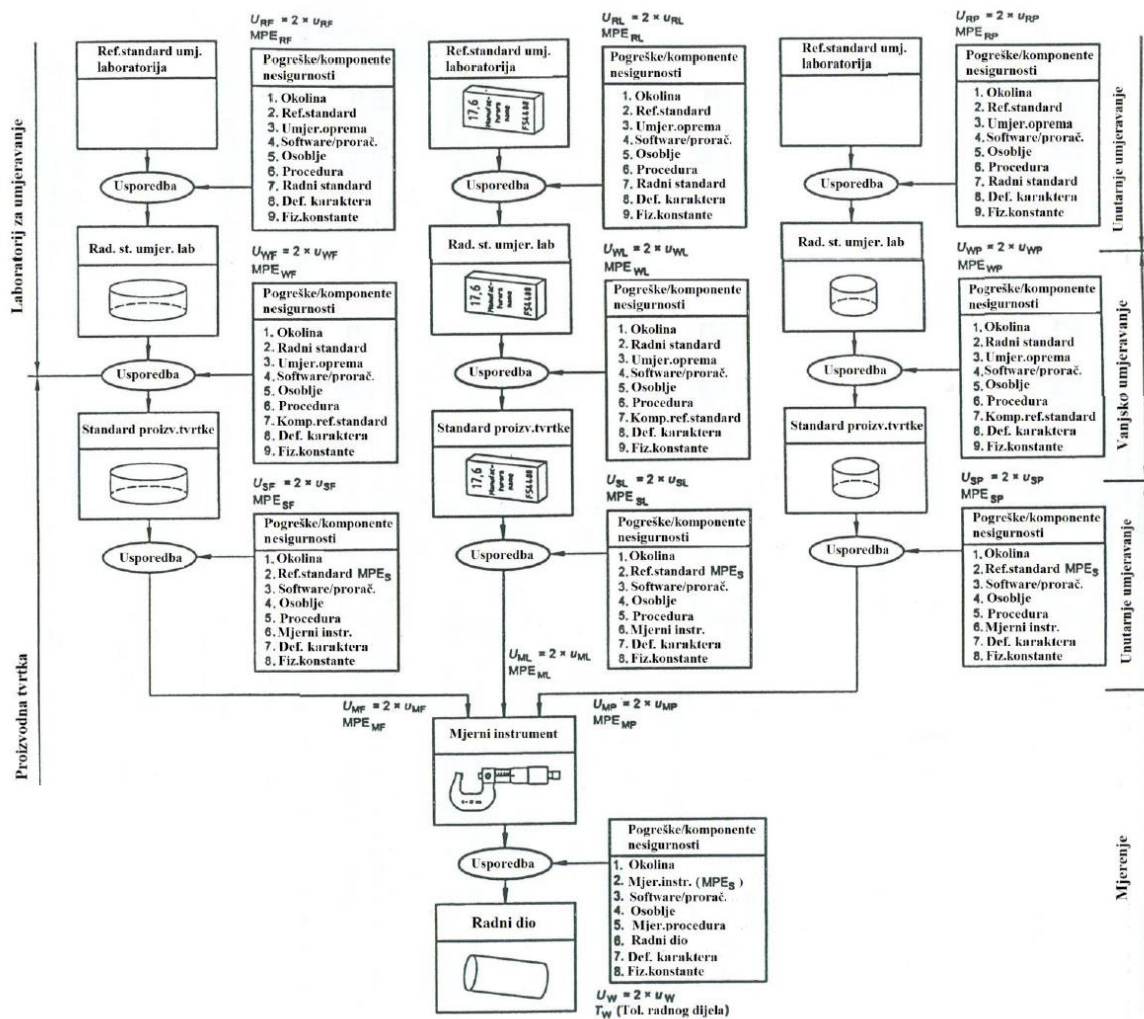 Laboratorij za umjeravanje
Proizvodna tvrtka
U_RF = 2 × u_RF
MPE_RF
Ref.standard umj.
laboratorija
Pogreške/komponente
nesigurnosti
1. Okolina
2. Ref.standard
3. Umjer.oprema
4. Software/prorač.
5. Osoblje
6. Procedura
7. Radni standard
8. Def. karaktera
9. Fiz.konstante
Usporedba
Rad. st. umjer. lab
U_WF = 2 × u_WF
MPE_WF
Pogreške/komponente
nesigurnosti
1. Okolina
2. Radni standard
3. Umjer.oprema
4. Software/prorač.
5. Osoblje
6. Procedura
7. Komp.ref.standard
8. Def. karaktera
9. Fiz.konstante
Usporedba
Standard proizv.tvrtke
U_SF = 2 × u_SF
MPE_SF
Pogreške/komponente
nesigurnosti
1. Okolina
2. Ref.standard MPE_S
3. Software/prorač.
4. Osoblje
5. Procedura
6. Mjerni instr.
7. Def. karaktera
8. Fiz.konstante
Usporedba
U_MF = 2 × u_MF
MPE_MF
U_RL = 2 × u_RL
MPE_RL
Ref.standard umj.
laboratorija
17,6
Manufac-
turers
name
FS4400
Pogreške/komponente
nesigurnosti
1. Okolina
2. Ref.standard
3. Umjer.oprema
4. Software/prorač.
5. Osoblje
6. Procedura
7. Radni standard
8. Def. karaktera
9. Fiz.konstante
Usporedba
Rad. st. umjer. lab
17,6
Manufac-
turers
name
FS4400
U_WL = 2 × u_WL
MPE_WL
Pogreške/komponente
nesigurnosti
1. Okolina
2. Radni standard
3. Umjer.oprema
4. Software/prorač.
5. Osoblje
6. Procedura
7. Komp.ref.standard
8. Def. karaktera
9. Fiz.konstante
Usporedba
Standard proizv.tvrtke
17,6
Manufac-
turers
name
FS4400
U_SL = 2 × u_SL
MPE_SL
Pogreške/komponente
nesigurnosti
1. Okolina
2. Ref.standard MPE_S
3. Software/prorač.
4. Osoblje
5. Procedura
6. Mjerni instr.
7. Def. karaktera
8. Fiz.konstante
Usporedba
U_ML = 2 × u_ML
MPE_ML
U_RP = 2 × u_RP
MPE_RP
Ref.standard umj.
laboratorija
Pogreške/komponente
nesigurnosti
1. Okolina
2. Ref.standard
3. Umjer.oprema
4. Software/prorač.
5. Osoblje
6. Procedura
7. Radni standard
8. Def. karaktera
9. Fiz.konstante
Usporedba
Rad. st. umjer. lab
U_WP = 2 × u_WP
MPE_WP
Pogreške/komponente
nesigurnosti
1. Okolina
2. Radni standard
3. Umjer.oprema
4. Software/prorač.
5. Osoblje
6. Procedura
7. Komp.ref.standard
8. Def. karaktera
9. Fiz.konstante
Usporedba
Standard proizv.tvrtke
U_SP = 2 × u_SP
MPE_SP
Pogreške/komponente
nesigurnosti
1. Okolina
2. Ref.standard MPE_S
3. Software/prorač.
4. Osoblje
5. Procedura
6. Mjerni instr.
7. Def. karaktera
8. Fiz.konstante
Usporedba
U_MP = 2 × u_MP
MPE_MP
Mjerni instrument
Usporedba
Pogreške/komponente
nesigurnosti
1. Okolina
2. Mjer.instr. (MPE_S)
3. Software/prorač.
4. Osoblje
5. Mjer.procedura
6. Radni dio
7. Def. karaktera
8. Fiz.konstante
Radni dio
U_W = 2 × u_W
T_W (Tol. radnog dijela)
Unutarnje umjeravanje
Vanjsko umjeravanje
Unutarnje umjeravanje
Mjerenje